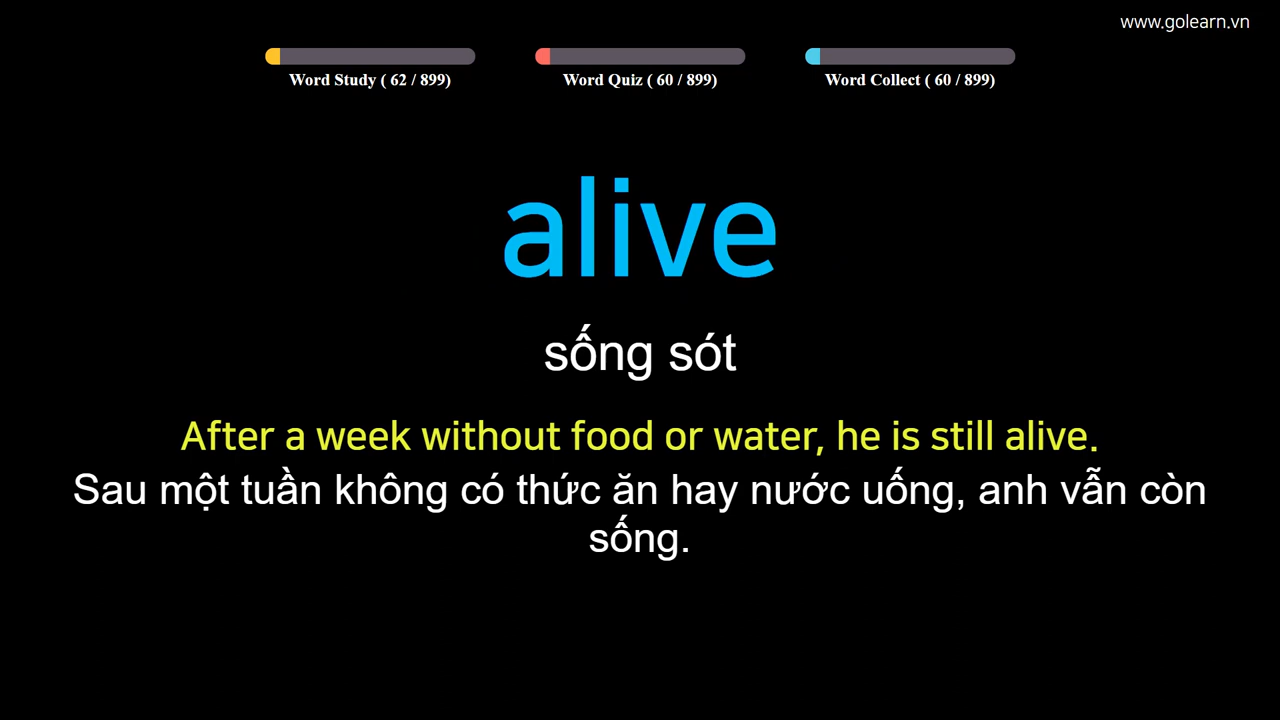 www.golearn.vn
Word Study ( 62 / 899)
Word Quiz ( 60 / 899)
Word Collect ( 60 / 899)
alive
sống sót
After a week without food or water, he is still alive.
Sau một tuần không có thức ăn hay nước uống, anh vẫn còn
sống.